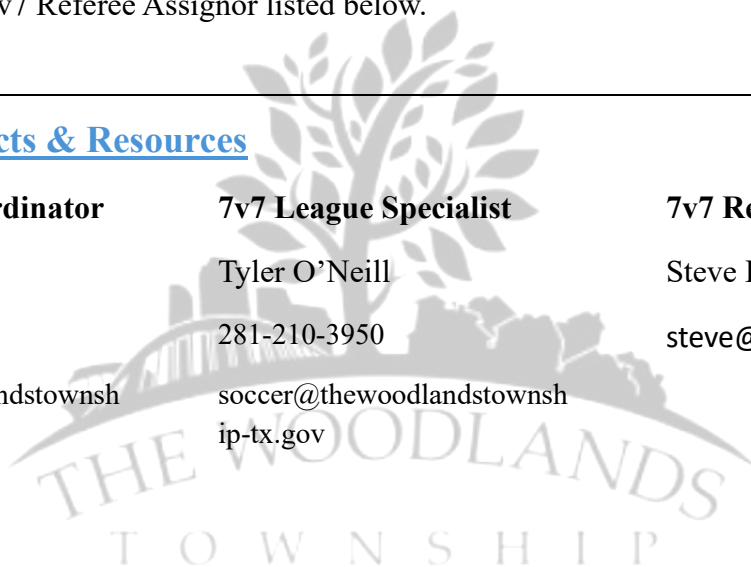 v7 Referee Assignor listed below.
cts & Resources
rdinator 7v7 League Specialist 7v7 Re
Tyler O’Neill Steve
281-210-3950 steve@
ndstownsh soccer@thewoodlandstownsh
ip-tx.gov
THE WOODLANDS
TOWNSHIP